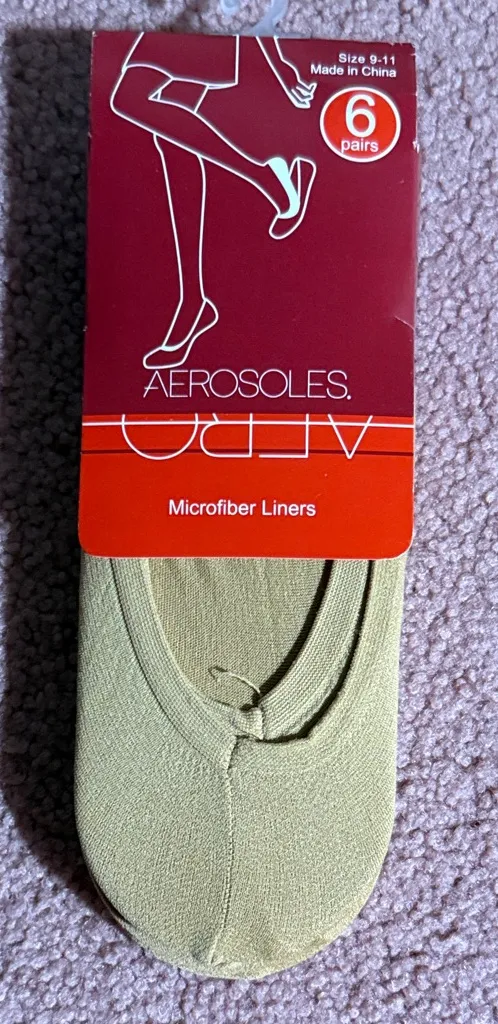 Size 9-11
Made in China
6
pairs
AEROSOLES.
AERO
Microfiber Liners